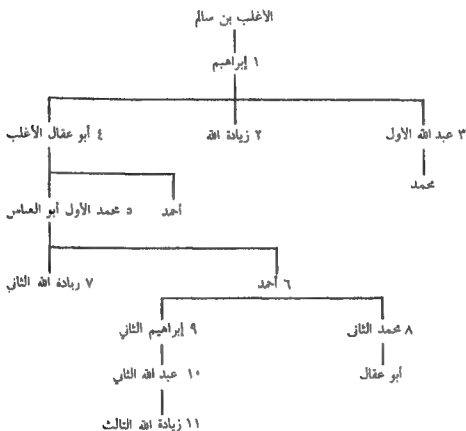 الأغلب بن سالم
١ إبراهيم
٣ عبد الله الأول
٢ زيادة الله
٤ أبو عقال الأغلب
محمد
أحمد
٥ محمد الأول أبو العباس
٦ أحمد
٧ زيادة الله الثاني
٨ محمد الثانى
٩ إبراهيم الثاني
أبو عقال
١٠ عبد الله الثاني
١١ زيادة الله الثالث